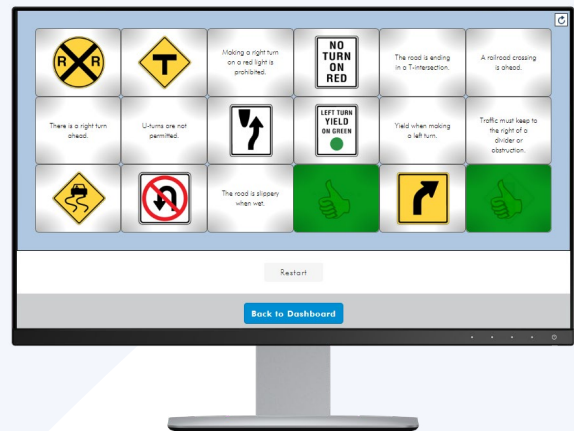 R R
T
Making a right turn
on a red light is
prohibited.
NO
TURN
ON
RED
The road is ending
in a T-intersection.
A railroad crossing
is ahead.
There is a right turn
ahead.
U-turns are not
permitted.
LEFT TURN
YIELD
ON GREEN
Yield when making
a left turn.
Traffic must keep to
the right of a
divider or
obstruction.
The road is slippery
when wet.
Restart
Back to Dashboard